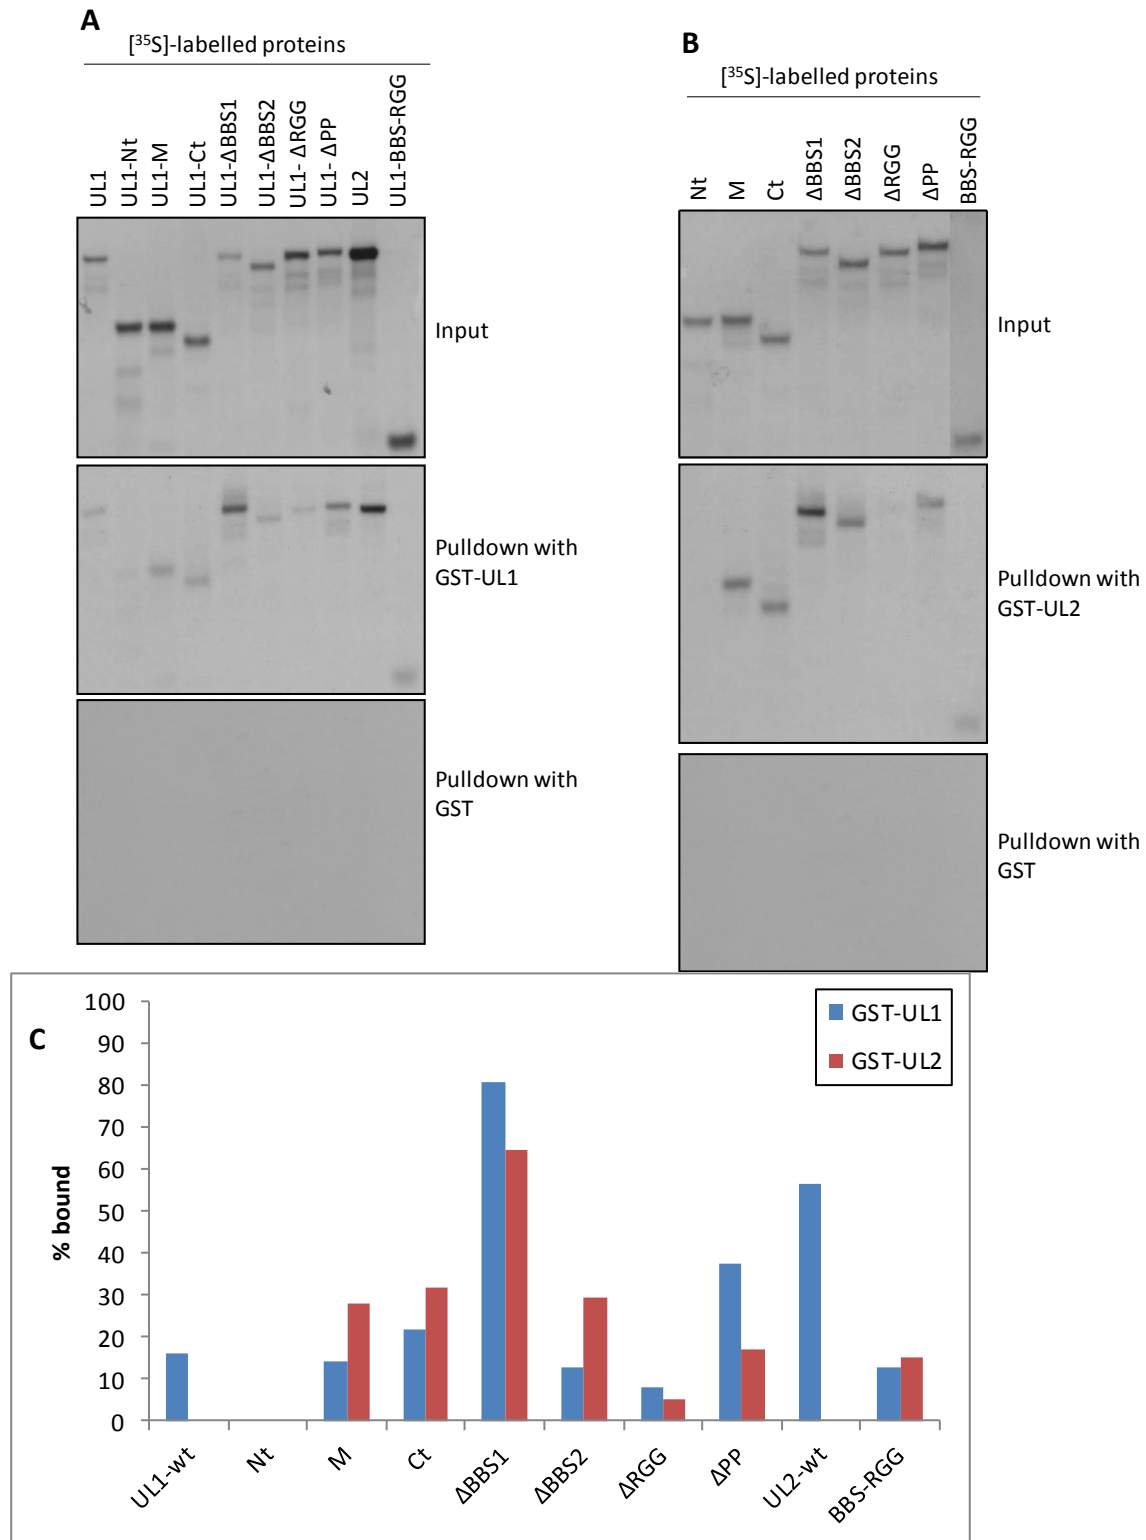 A
[³⁵S]-labelled proteins
UL1
UL1-Nt
UL1-M
UL1-Ct
UL1-ΔBBS1
UL1-ΔBBS2
UL1- ΔRGG
UL1- ΔPP
UL2
UL1-BBS-RGG
Input
Pulldown with
GST-UL1
Pulldown with
GST
B
[³⁵S]-labelled proteins
Nt
M
Ct
ΔBBS1
ΔBBS2
ΔRGG
ΔPP
BBS-RGG
Input
Pulldown with
GST-UL2
Pulldown with
GST
C
GST-UL1
GST-UL2
% bound
100
90
80
70
60
50
40
30
20
10
0
UL1-wt
Nt
M
Ct
ΔBBS1
ΔBBS2
ΔRGG
ΔPP
UL2-wt
BBS-RGG